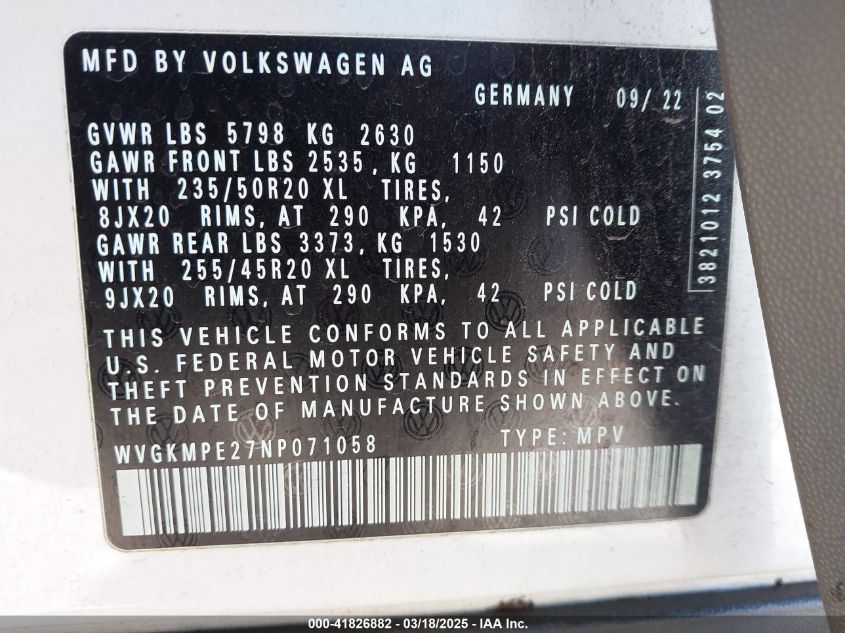 MFD BY VOLKSWAGEN AG
GERMANY 09/ 22
GVWR LBS 5798 KG 2630
GAWR FRONT LBS 2535, KG 1150
WITH 235/50R20 XL TIRES,
8JX20 RIMS, AT 290 KPA, 42 PSI COLD
GAWR REAR LBS 3373, KG 1530
WITH 255/45R20 XL TIRES,
9JX20 RIMS, AT 290 KPA, 42 PSI COLD
THIS VEHICLE CONFORMS TO ALL APPLICABLE
U.S. FEDERAL MOTOR VEHICLE SAFETY AND
THEFT PREVENTION STANDARDS IN EFFECT ON
THE DATE OF MANUFACTURE SHOWN ABOVE.
WVGKMPE27NP071058 TYPE: MPV
3821012 3754 02
000-41826882 - 03/18/2025 - IAA Inc.